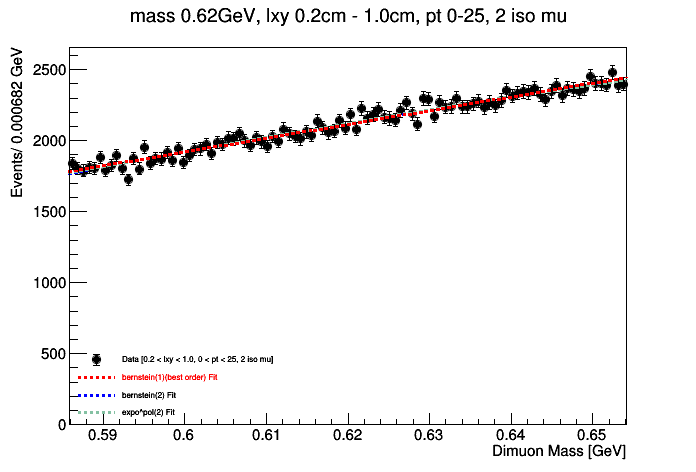 mass 0.62GeV, lxy 0.2cm - 1.0cm, pt 0-25, 2 iso mu
Events/ 0.000682 GeV
2500
2000
1500
1000
500
0
Data [0.2 < lxy < 1.0, 0 < pt < 25, 2 iso mu]
bernstein(1)(best order) Fit
bernstein(2) Fit
expo^pol(2) Fit
0.59
0.6
0.61
0.62
0.63
0.64
0.65
Dimuon Mass [GeV]